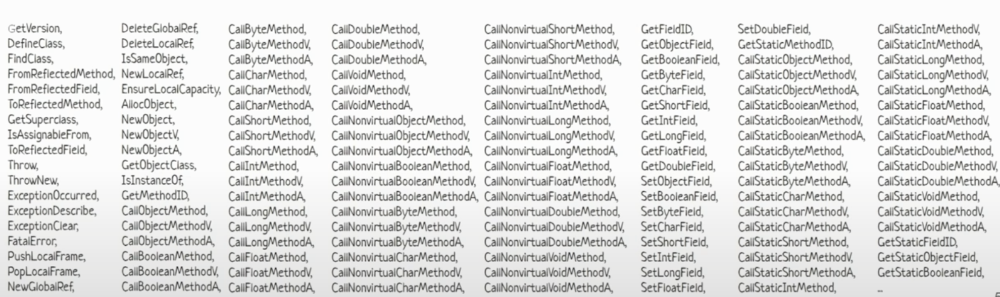 GetVersion,
DefineClass,
FindClass,
FromReflectedMethod,
FromReflectedField,
ToReflectedMethod,
GetSuperclass,
IsAssignableFrom,
ToReflectedField,
Throw,
ThrowNew,
ExceptionOccurred,
ExceptionDescribe,
ExceptionClear,
FatalError,
PushLocalFrame,
PopLocalFrame,
NewGlobalRef,
DeleteGlobalRef,
DeleteLocalRef,
IsSameObject,
NewLocalRef,
EnsureLocalCapacity,
AllocObject,
NewObject,
NewObjectV,
NewObjectA,
GetObjectClass,
IsInstanceOf,
GetMethodID,
CallObjectMethod,
CallObjectMethodV,
CallObjectMethodA,
CallBooleanMethod,
CallBooleanMethodV,
CallBooleanMethodA,
CallByteMethod,
CallByteMethodV,
CallByteMethodA,
CallCharMethod,
CallCharMethodV,
CallCharMethodA,
CallShortMethod,
CallShortMethodV,
CallShortMethodA,
CallIntMethod,
CallIntMethodV,
CallIntMethodA,
CallLongMethod,
CallLongMethodV,
CallLongMethodA,
CallFloatMethod,
CallFloatMethodV,
CallFloatMethodA,
CallDoubleMethod,
CallDoubleMethodV,
CallDoubleMethodA,
CallVoidMethod,
CallVoidMethodV,
CallVoidMethodA,
CallNonvirtualObjectMethod,
CallNonvirtualObjectMethodV,
CallNonvirtualObjectMethodA,
CallNonvirtualBooleanMethod,
CallNonvirtualBooleanMethodV,
CallNonvirtualBooleanMethodA,
CallNonvirtualByteMethod,
CallNonvirtualByteMethodV,
CallNonvirtualByteMethodA,
CallNonvirtualCharMethod,
CallNonvirtualCharMethodV,
CallNonvirtualCharMethodA,
CallNonvirtualShortMethod,
CallNonvirtualShortMethodV,
CallNonvirtualShortMethodA,
CallNonvirtualIntMethod,
CallNonvirtualIntMethodV,
CallNonvirtualIntMethodA,
CallNonvirtualLongMethod,
CallNonvirtualLongMethodV,
CallNonvirtualLongMethodA,
CallNonvirtualFloatMethod,
CallNonvirtualFloatMethodV,
CallNonvirtualFloatMethodA,
CallNonvirtualDoubleMethod,
CallNonvirtualDoubleMethodV,
CallNonvirtualDoubleMethodA,
CallNonvirtualVoidMethod,
CallNonvirtualVoidMethodV,
CallNonvirtualVoidMethodA,
GetFieldID,
GetObjectField,
GetBooleanField,
GetByteField,
GetCharField,
GetShortField,
GetIntField,
GetLongField,
GetFloatField,
GetDoubleField,
SetObjectField,
SetBooleanField,
SetByteField,
SetCharField,
SetShortField,
SetIntField,
SetLongField,
SetFloatField,
SetDoubleField,
GetStaticMethodID,
CallStaticObjectMethod,
CallStaticObjectMethodV,
CallStaticObjectMethodA,
CallStaticBooleanMethod,
CallStaticBooleanMethodV,
CallStaticBooleanMethodA,
CallStaticByteMethod,
CallStaticByteMethodV,
CallStaticByteMethodA,
CallStaticCharMethod,
CallStaticCharMethodV,
CallStaticCharMethodA,
CallStaticShortMethod,
CallStaticShortMethodV,
CallStaticShortMethodA,
CallStaticIntMethod,
CallStaticIntMethodV,
CallStaticIntMethodA,
CallStaticLongMethod,
CallStaticLongMethodV,
CallStaticLongMethodA,
CallStaticFloatMethod,
CallStaticFloatMethodV,
CallStaticFloatMethodA,
CallStaticDoubleMethod,
CallStaticDoubleMethodV,
CallStaticDoubleMethodA,
CallStaticVoidMethod,
CallStaticVoidMethodV,
CallStaticVoidMethodA,
GetStaticFieldID,
GetStaticObjectField,
GetStaticBooleanField,
...